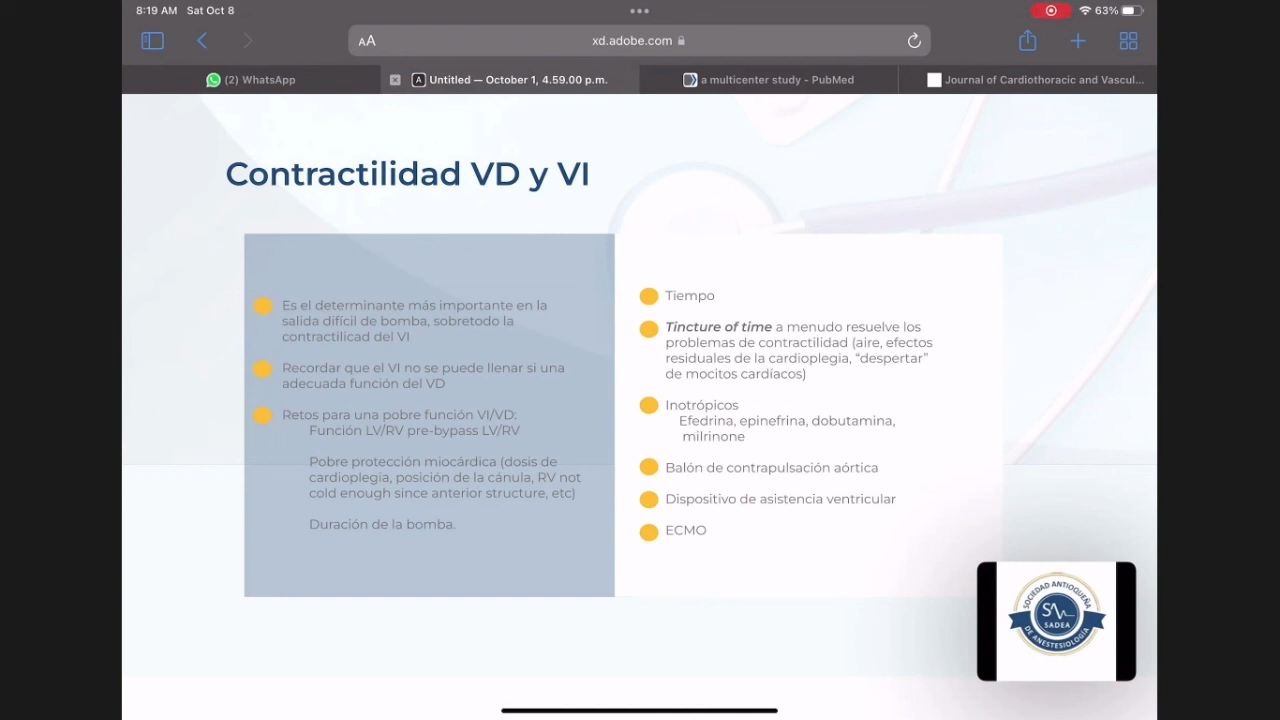 8:19 AM Sat Oct 8
63%
AA
xd.adobe.com
(2) WhatsApp
A Untitled — October 1, 4.59.00 p.m.
a multicenter study - PubMed
Journal of Cardiothoracic and Vascul...
Contractilidad VD y VI
Es el determinante más importante en la
salida difícil de bomba, sobretodo la
contractilicad del VI
Recordar que el VI no se puede llenar si una
adecuada función del VD
Retos para una pobre función VI/VD:
Función LV/RV pre-bypass LV/RV
Pobre protección miocárdica (dosis de
cardioplegia, posición de la cánula, RV not
cold enough since anterior structure, etc)
Duración de la bomba.
Tiempo
Tincture of time a menudo resuelve los
problemas de contractilidad (aire, efectos
residuales de la cardioplegia, “despertar”
de mocitos cardíacos)
Inotrópicos
Efedrina, epinefrina, dobutamina,
milrinone
Balón de contrapulsación aórtica
Dispositivo de asistencia ventricular
ECMO
SOCIEDAD ANTIOQUEÑA
SADEA
DE ANESTESIOLOGÍA